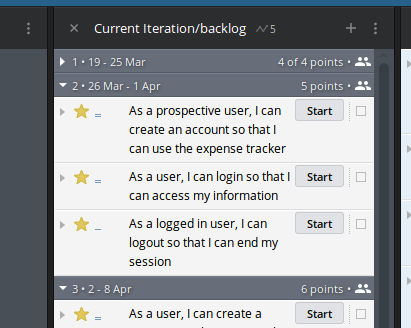 Current Iteration/backlog 5
1 • 19 - 25 Mar 4 of 4 points •
2 • 26 Mar - 1 Apr 5 points •
As a prospective user, I can Start
create an account so that I
can use the expense tracker
As a user, I can login so that I Start
can access my information
As a logged in user, I can Start
logout so that I can end my
session
3 • 2 - 8 Apr 6 points •
As a user, I can create a Start